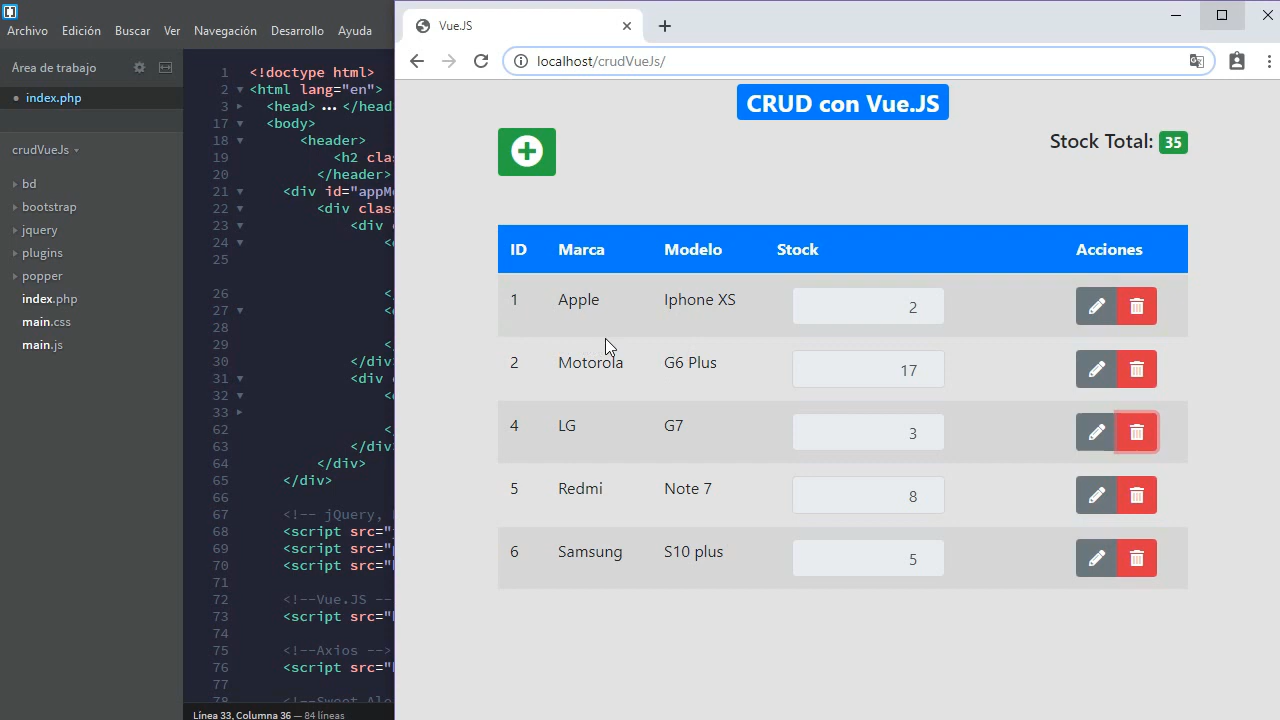 Archivo Edición Buscar Ver Navegación Desarrollo Ayuda
Área de trabajo
index.php
crudVueJs
bd
bootstrap
jquery
plugins
popper
index.php
main.css
main.js
1 <!doctype html>
2 <html lang="en">
3 <head> ... </head
17 <body>
18 <header>
19 <h2 clas
20 </header>
21 <div id="appM
22 <div class
23 <div c
24 <
25
26 </
27 <
28
29 </
30 </div
31 <div c
32 <
33
62 </
63 </div>
64 </div>
65 </div>
66
67 <!-- jQuery,
68 <script src="
69 <script src="
70 <script src="
71
72 <!--Vue.JS --
73 <script src="
74
75 <!--Axios -->
76 <script src="
77
78 <!--Sweet Ale
Línea 33, Columna 36 — 84 líneas
Vue.JS
localhost/crudVueJs/
CRUD con Vue.JS
Stock Total: 35
ID Marca Modelo Stock Acciones
1 Apple Iphone XS 2
2 Motorola G6 Plus 17
4 LG G7 3
5 Redmi Note 7 8
6 Samsung S10 plus 5